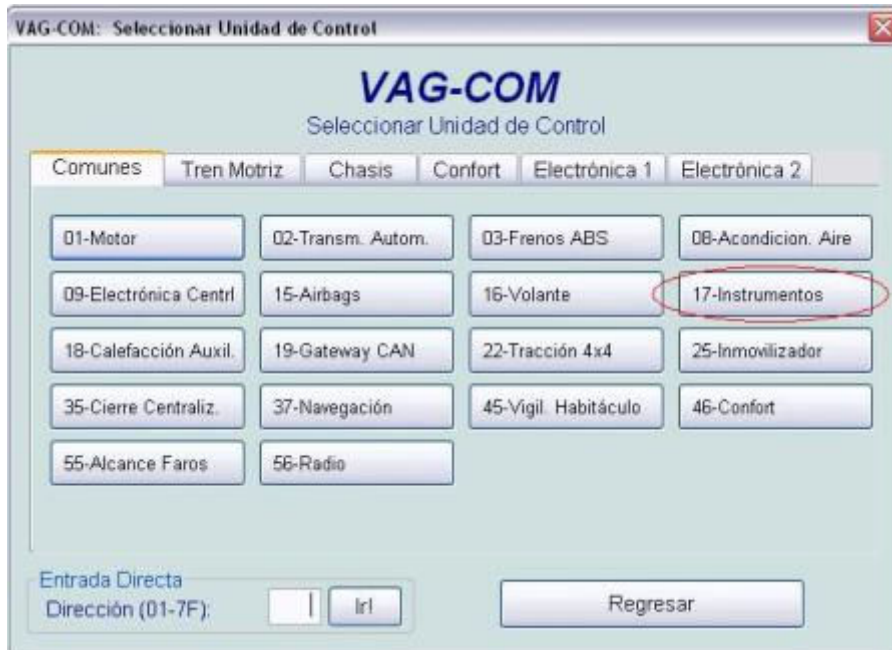 VAG-COM: Seleccionar Unidad de Control
VAG-COM
Seleccionar Unidad de Control
Comunes Tren Motriz Chasis Confort Electrónica 1 Electrónica 2
01-Motor 02-Transm. Autom. 03-Frenos ABS 08-Acondicion. Aire
09-Electrónica Centrl 15-Airbags 16-Volante 17-Instrumentos
18-Calefacción Auxil. 19-Gateway CAN 22-Tracción 4x4 25-Inmovilizador
35-Cierre Centraliz. 37-Navegación 45-Vigil. Habitáculo 46-Confort
55-Alcance Faros 56-Radio
Entrada Directa
Dirección (01-7F): Ir! Regresar